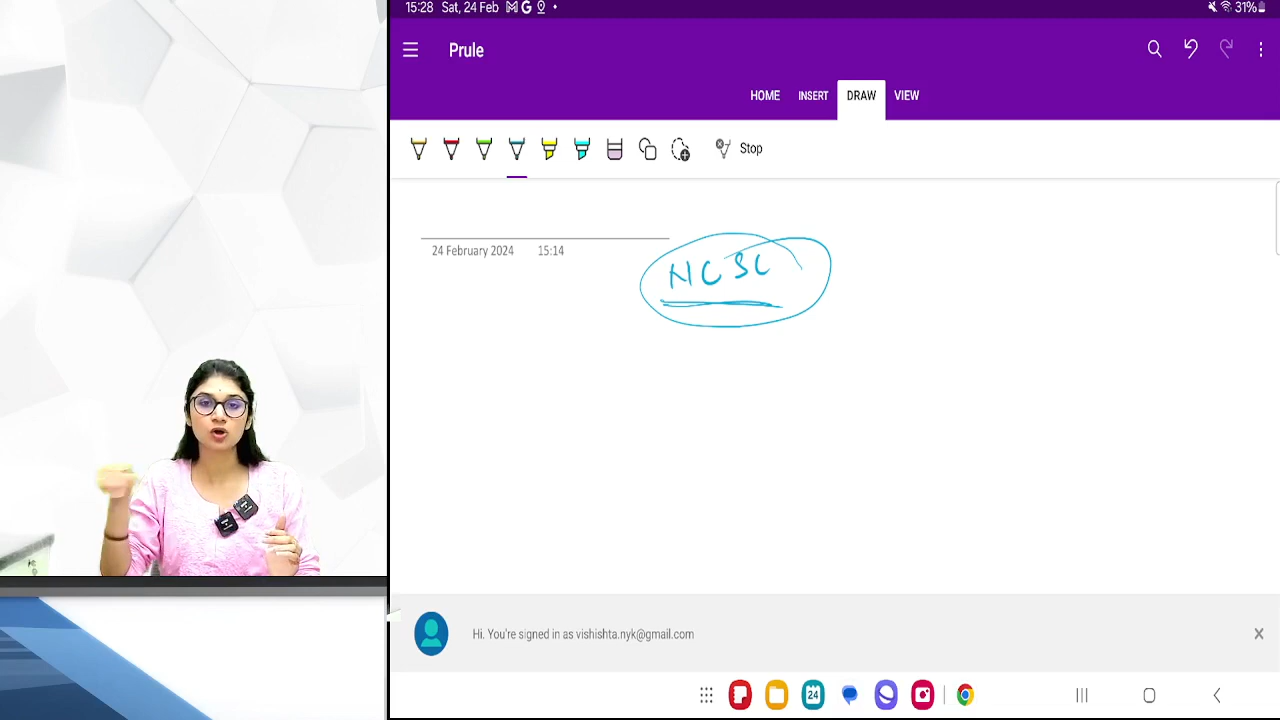 15:28 Sat, 24 Feb
31%
Prule
HOME INSERT DRAW VIEW
Stop
24 February 2024 15:14
NCSC
Hi. You're signed in as vishishta.nyk@gmail.com
24